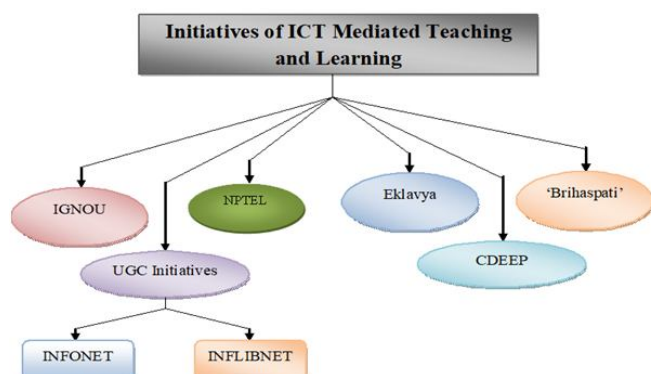 Initiatives of ICT Mediated Teaching
and Learning
IGNOU
NPTEL
Eklavya
‘Brihaspati’
UGC Initiatives
CDEEP
INFONET
INFLIBNET